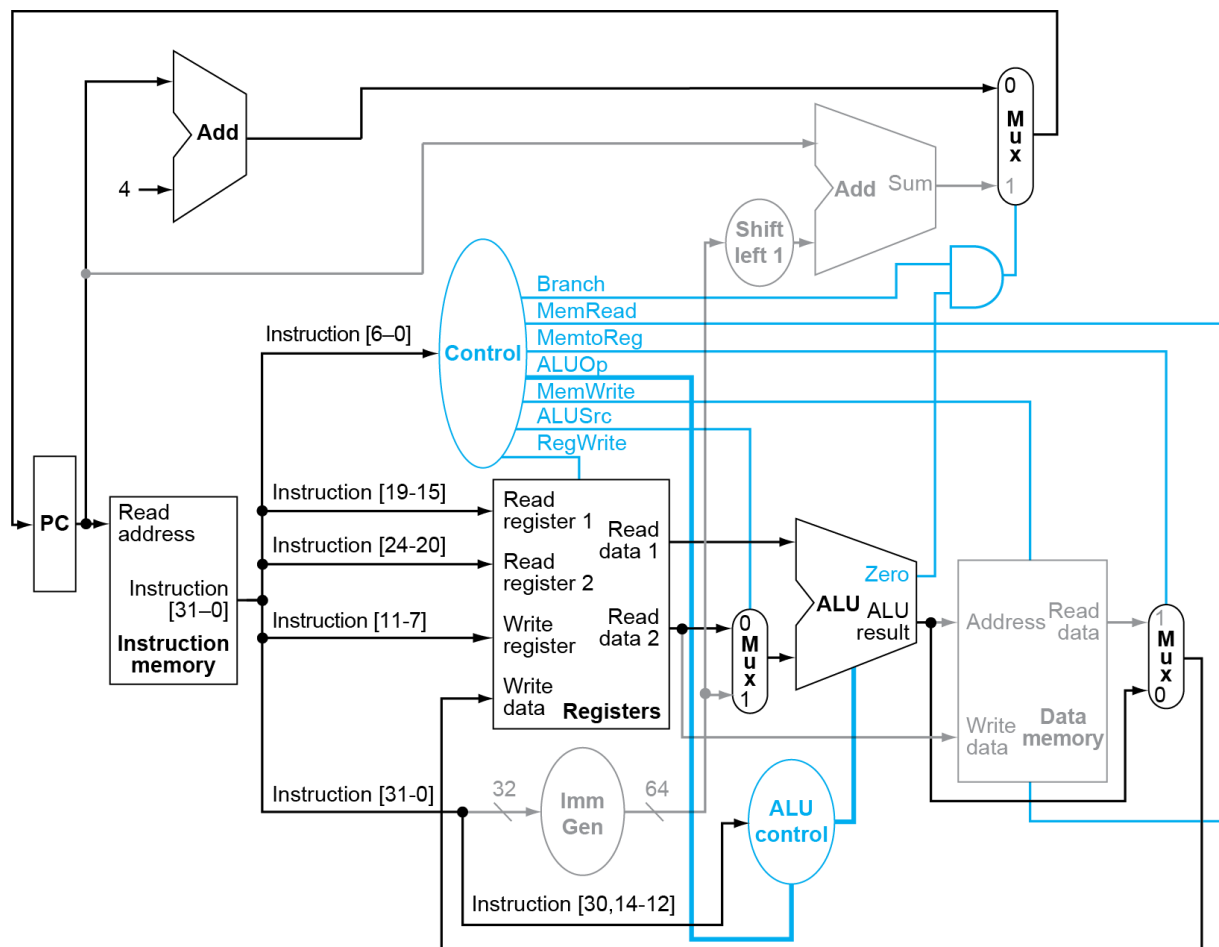 0
Mux
1
Add
4
Add
Sum
Shift
left 1
Branch
MemRead
MemtoReg
ALUOp
MemWrite
ALUSrc
RegWrite
Control
Instruction [6–0]
PC
Read
address
Instruction
[31–0]
Instruction
memory
Instruction [19-15]
Instruction [24-20]
Instruction [11-7]
Instruction [31-0]
Read
register 1
Read
register 2
Write
register
Write
data
Read
data 1
Read
data 2
Registers
0
Mux
1
Zero
ALU
ALU
result
Address
Read
data
Write
data
Data
memory
1
Mux
0
32
Imm
Gen
64
ALU
control
Instruction [30,14-12]